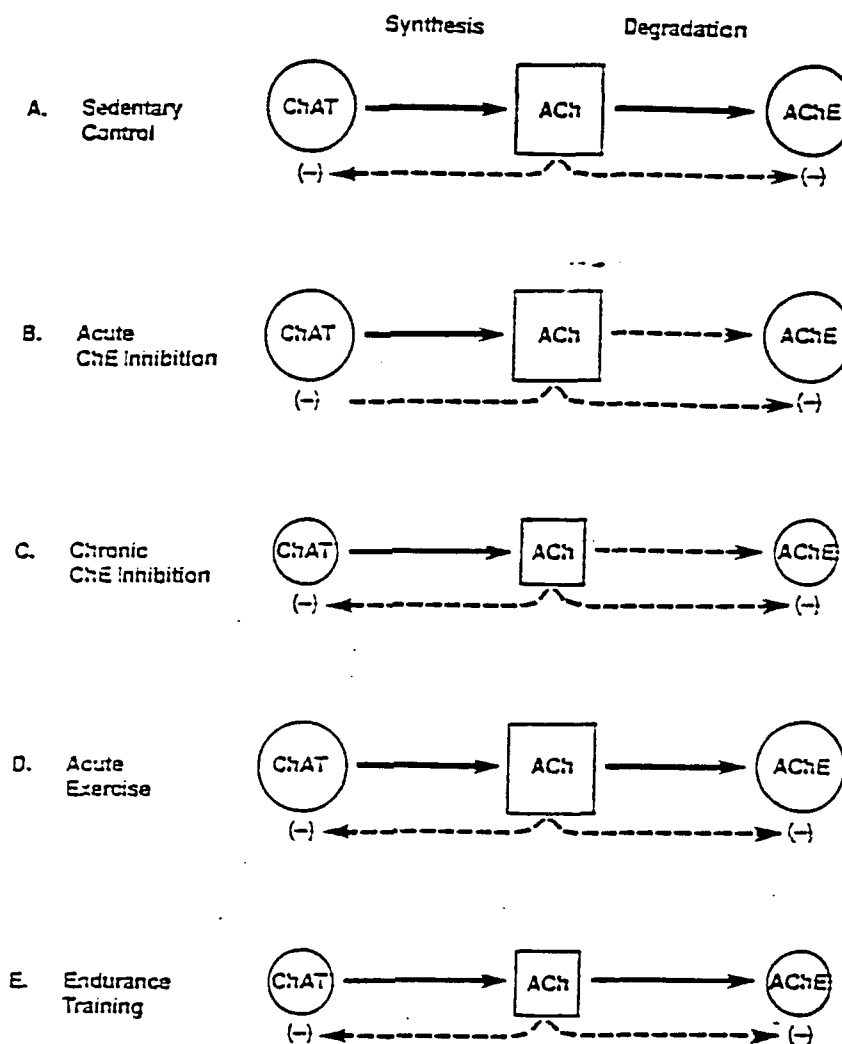 Synthesis Degradation
A. Sedentary
Control
ChAT ACh AChE
(-) (-)
B. Acute
ChE Inhibition
ChAT ACh AChE
(-) (-)
C. Chronic
ChE Inhibition
ChAT ACh AChE
(-) (-)
D. Acute
Exercise
ChAT ACh AChE
(-) (-)
E. Endurance
Training
ChAT ACh AChE
(-) (-)